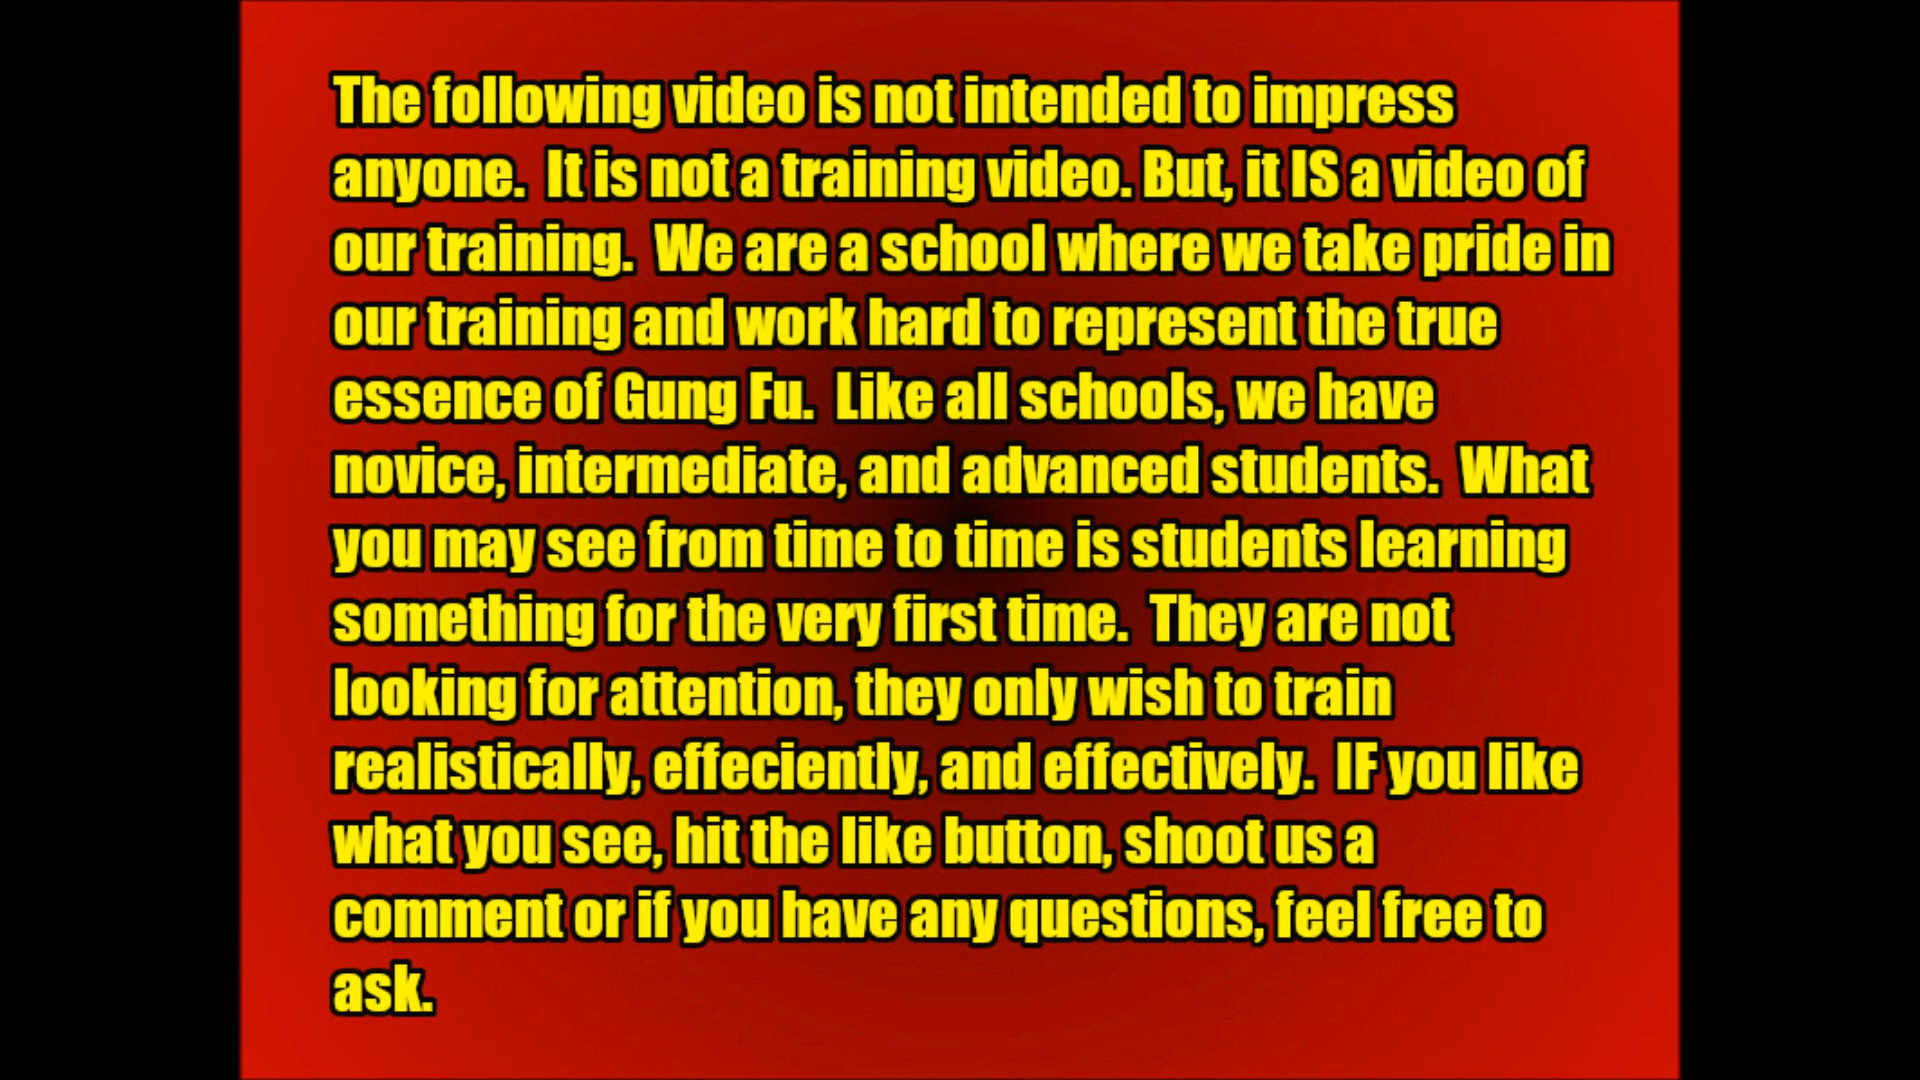 The following video is not intended to impress
anyone.  It is not a training video. But, it IS a video of
our training.  We are a school where we take pride in
our training and work hard to represent the true
essence of Gung Fu.  Like all schools, we have
novice, intermediate, and advanced students.  What
you may see from time to time is students learning
something for the very first time.  They are not
looking for attention, they only wish to train
realistically, effeciently, and effectively.  IF you like
what you see, hit the like button, shoot us a
comment or if you have any questions, feel free to
ask.